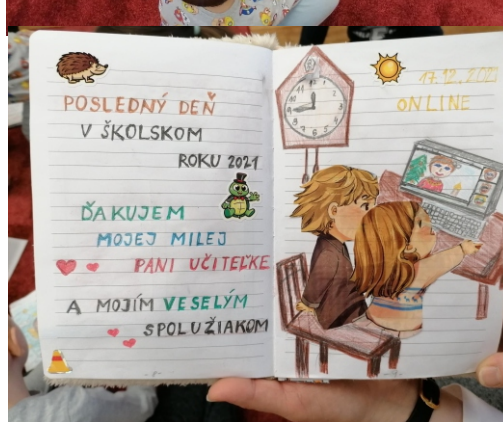 POSLEDNÝ DEŇ
V ŠKOLSKOM
ROKU 2021
ĎAKUJEM
MOJEJ MILEJ
PANI UČITEĽKE
A MOJÍM VESELÝM
SPOLUŽIAKOM
17.12.2021
ONLINE